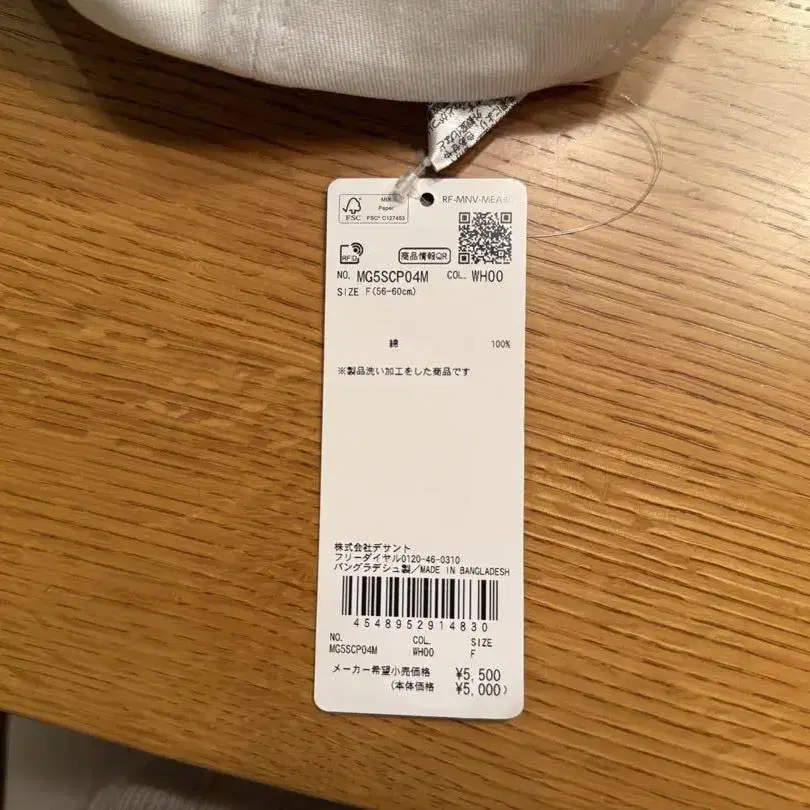 FSC
MIX
Paper
FSC® C127453
RF-MNV-MEA
RFID
商品情報QR
NO. MG5SCP04M COL. WH00
SIZE F(56-60cm)
綿 100%
※製品洗い加工をした商品です
株式会社デサント
フリーダイヤル0120-46-0310
バングラデシュ製/MADE IN BANGLADESH
4548952914830
NO. COL. SIZE
MG5SCP04M WH00 F
メーカー希望小売価格 ¥5,500
(本体価格 ¥5,000)